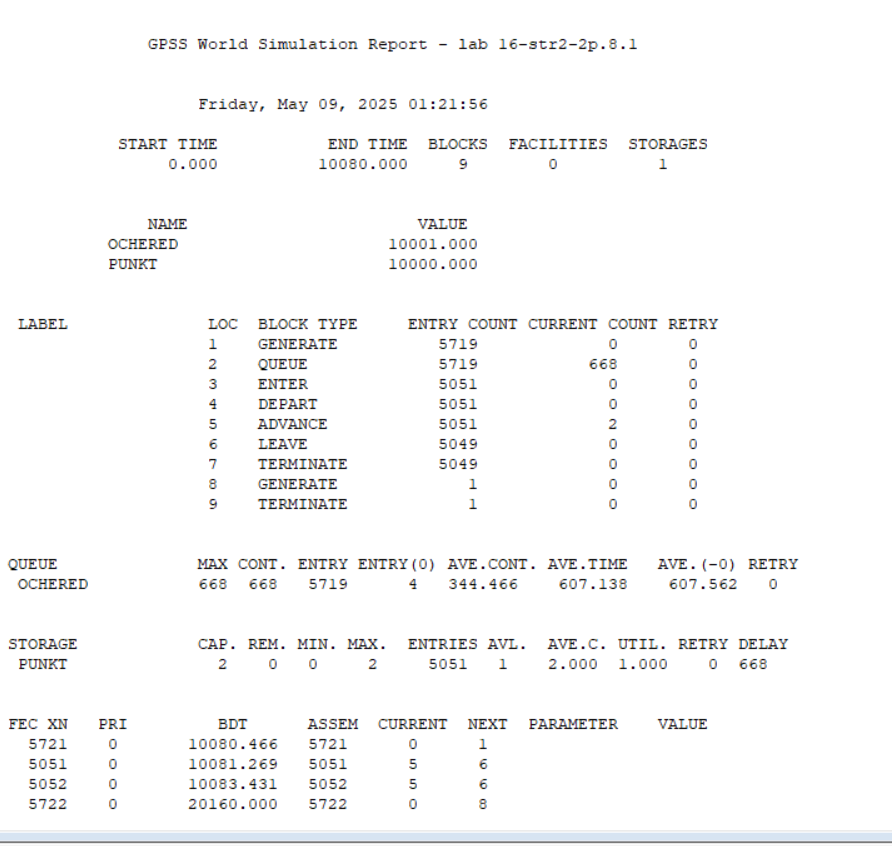 GPSS World Simulation Report - lab 16-str2-2p.8.1
Friday, May 09, 2025 01:21:56
START TIME END TIME BLOCKS FACILITIES STORAGES
0.000 10080.000 9 0 1
NAME VALUE
OCHERED 10001.000
PUNKT 10000.000
LABEL LOC BLOCK TYPE ENTRY COUNT CURRENT COUNT RETRY
1 GENERATE 5719 0 0
2 QUEUE 5719 668 0
3 ENTER 5051 0 0
4 DEPART 5051 0 0
5 ADVANCE 5051 2 0
6 LEAVE 5049 0 0
7 TERMINATE 5049 0 0
8 GENERATE 1 0 0
9 TERMINATE 1 0 0
QUEUE MAX CONT. ENTRY ENTRY(0) AVE.CONT. AVE.TIME AVE.(-0) RETRY
OCHERED 668 668 5719 4 344.466 607.138 607.562 0
STORAGE CAP. REM. MIN. MAX. ENTRIES AVL. AVE.C. UTIL. RETRY DELAY
PUNKT 2 0 0 2 5051 1 2.000 1.000 0 668
FEC XN PRI BDT ASSEM CURRENT NEXT PARAMETER VALUE
5721 0 10080.466 5721 0 1
5051 0 10081.269 5051 5 6
5052 0 10083.431 5052 5 6
5722 0 20160.000 5722 0 8